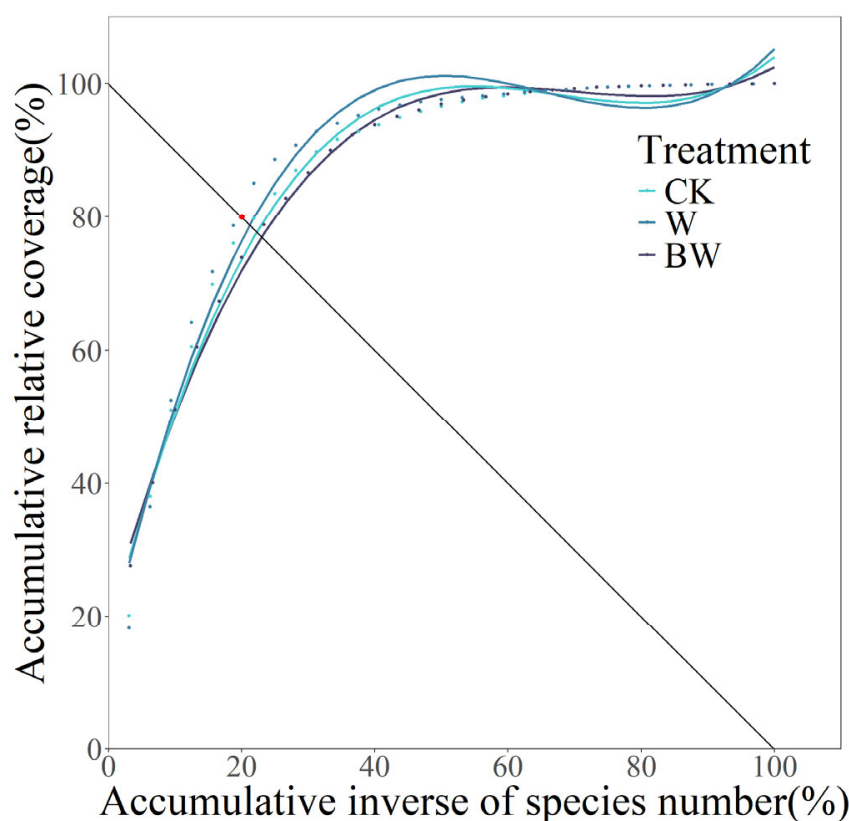 Accumulative relative coverage(%)
100
80
60
40
20
0
Treatment
CK
W
BW
0 20 40 60 80 100
Accumulative inverse of species number(%)